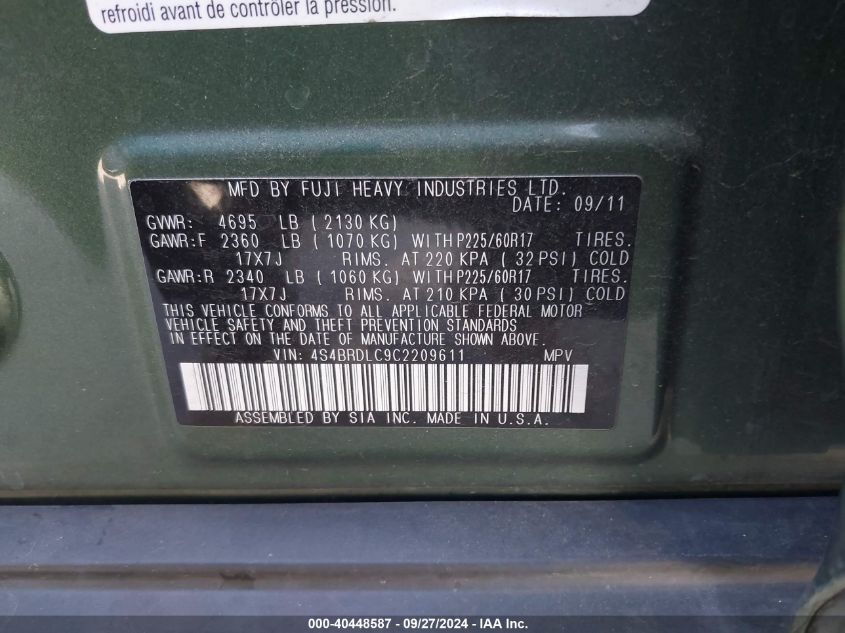 refroidi avant de contrôler la pression.
MFD BY FUJI HEAVY INDUSTRIES LTD.
DATE: 09/11
GVWR: 4695 LB ( 2130 KG)
GAWR:F 2360 LB ( 1070 KG) WITH P225/60R17 TIRES.
17X7J RIMS. AT 220 KPA ( 32 PSI) COLD
GAWR:R 2340 LB ( 1060 KG) WITH P225/60R17 TIRES.
17X7J RIMS. AT 210 KPA ( 30 PSI) COLD
THIS VEHICLE CONFORMS TO ALL APPLICABLE FEDERAL MOTOR
VEHICLE SAFETY AND THEFT PREVENTION STANDARDS
IN EFFECT ON THE DATE OF MANUFACTURE SHOWN ABOVE.
VIN: 4S4BRDLC9C2209611 MPV
ASSEMBLED BY SIA INC. MADE IN U.S.A.
000-40448587 - 09/27/2024 - IAA Inc.